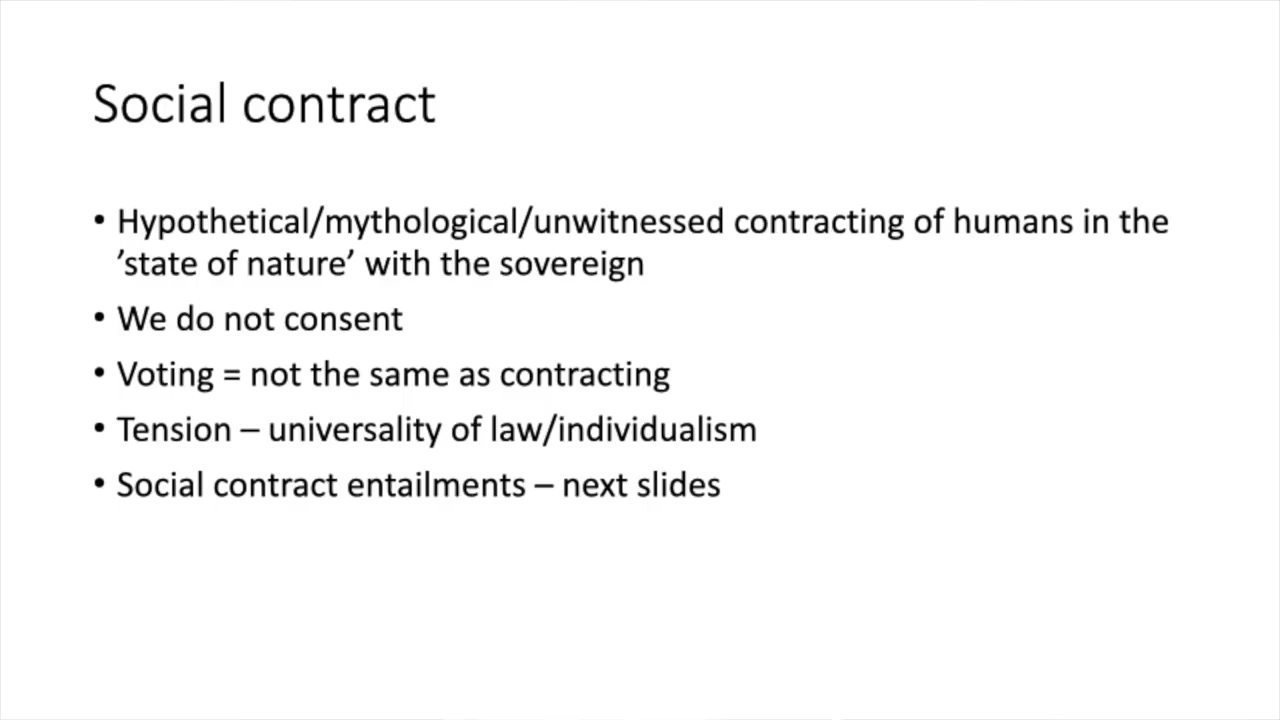 Social contract
• Hypothetical/mythological/unwitnessed contracting of humans in the
’state of nature’ with the sovereign
• We do not consent
• Voting = not the same as contracting
• Tension – universality of law/individualism
• Social contract entailments – next slides